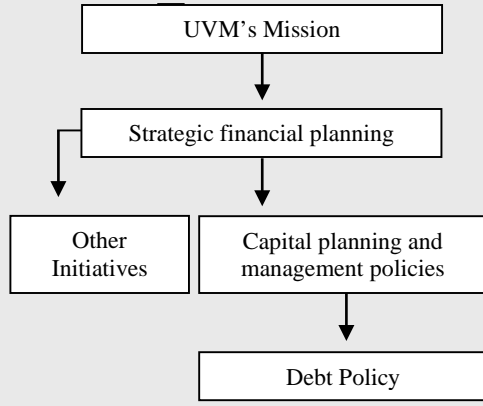 UVM's Mission
Strategic financial planning
Other
Initiatives
Capital planning and
management policies
Debt Policy